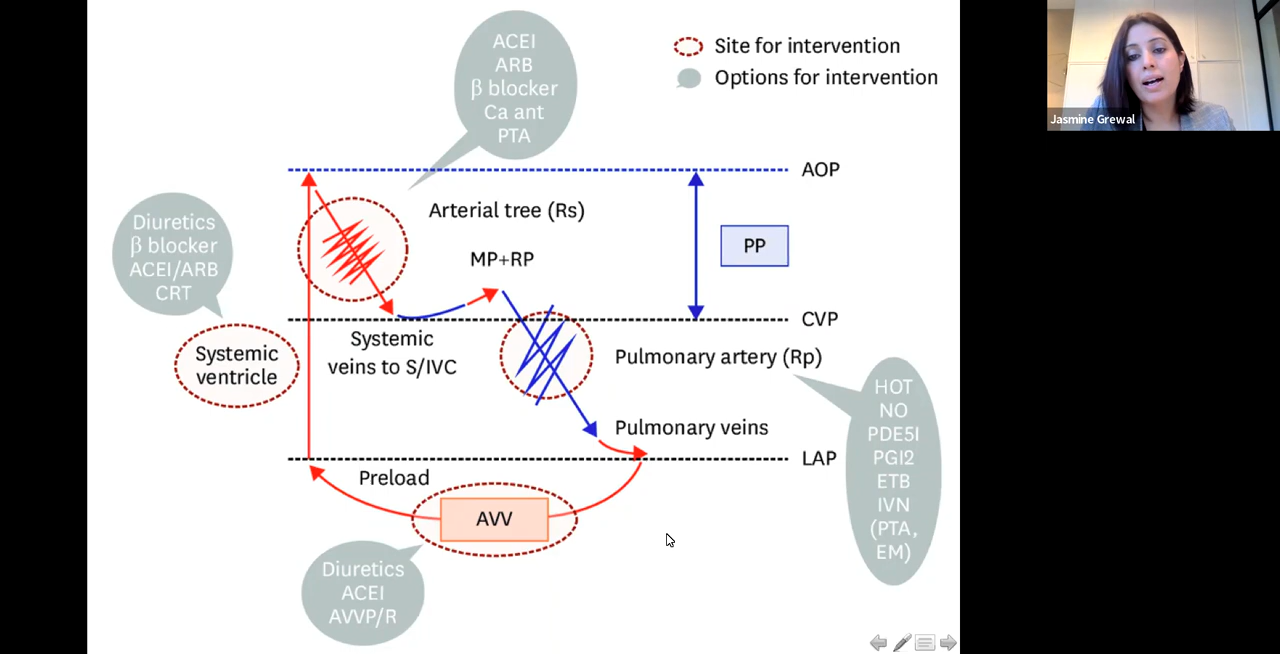 ACEI
ARB
β blocker
Ca ant
PTA
Site for intervention
Options for intervention
Jasmine Grewal
AOP
Arterial tree (Rs)
Diuretics
β blocker
ACEI/ARB
CRT
MP+RP
PP
CVP
Systemic
ventricle
Systemic
veins to S/IVC
Pulmonary artery (Rp)
HOT
NO
PDE5I
PGI2
ETB
IVN
(PTA,
EM)
Pulmonary veins
LAP
Preload
AVV
Diuretics
ACEI
AVVP/R